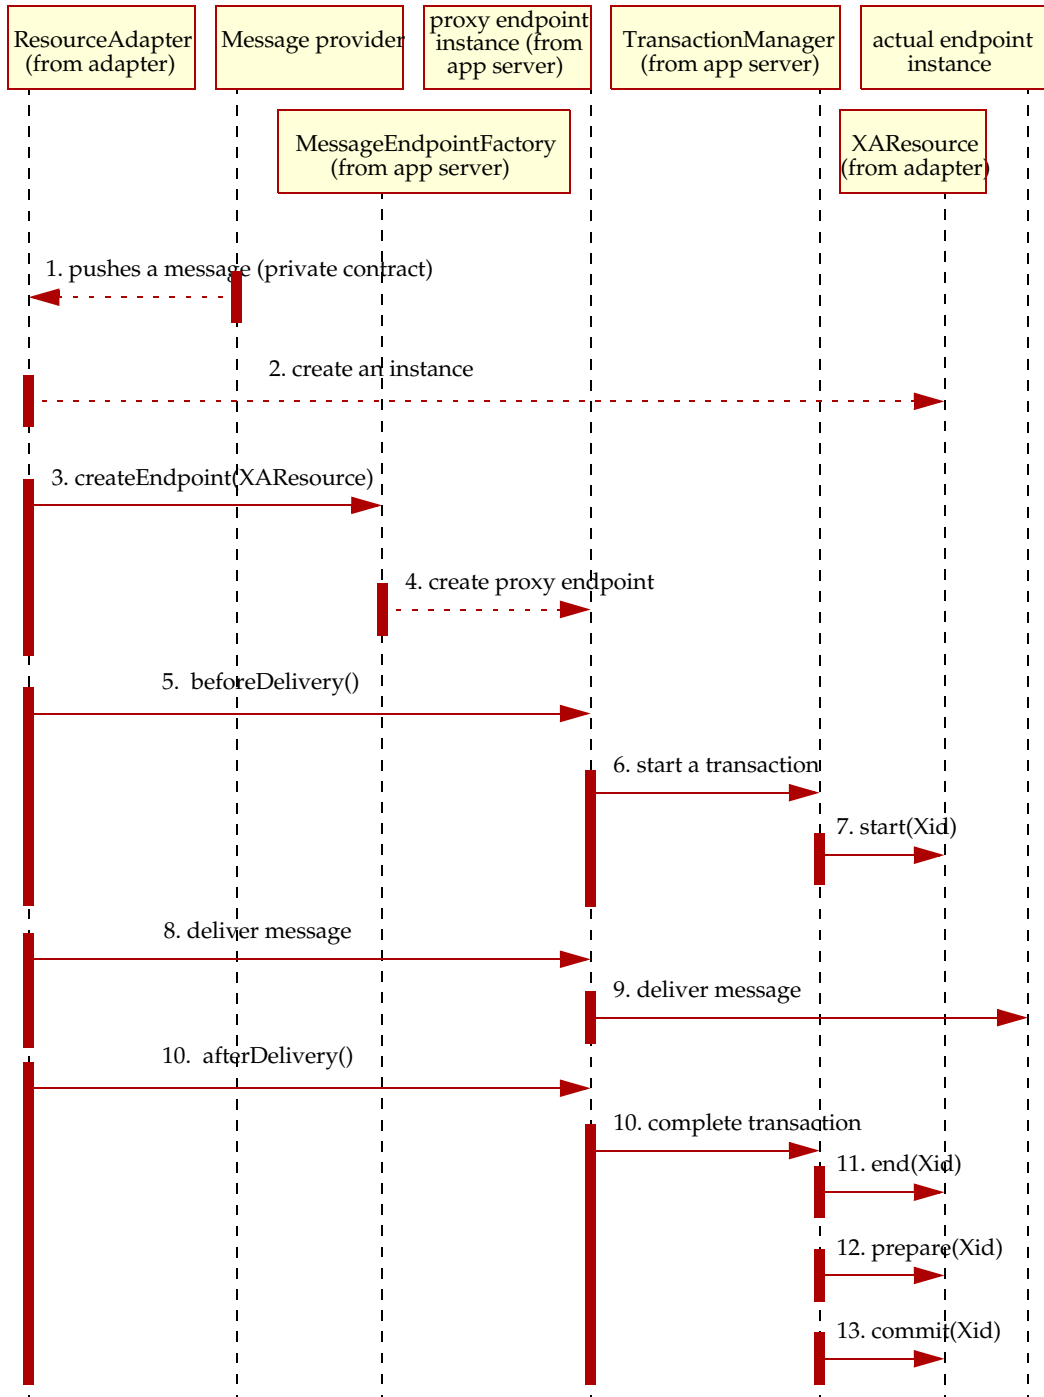 ResourceAdapter
(from adapter)
Message provider
proxy endpoint
instance (from
app server)
TransactionManager
(from app server)
actual endpoint
instance
MessageEndpointFactory
(from app server)
XAResource
(from adapter)
1. pushes a message (private contract)
2. create an instance
3. createEndpoint(XAResource)
4. create proxy endpoint
5. beforeDelivery()
6. start a transaction
7. start(Xid)
8. deliver message
9. deliver message
10. afterDelivery()
10. complete transaction
11. end(Xid)
12. prepare(Xid)
13. commit(Xid)